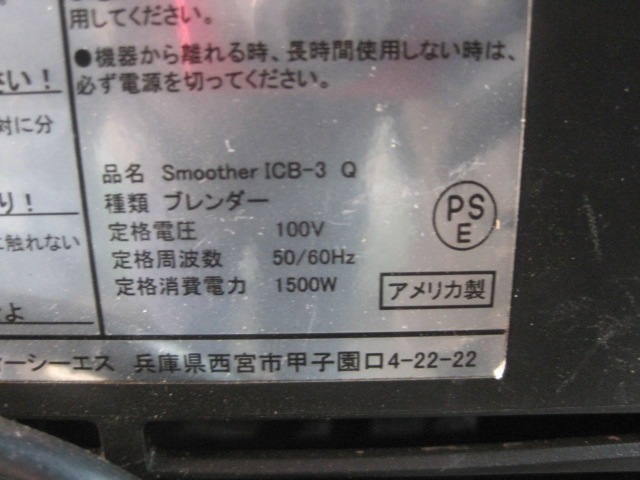 用してください。
●機器から離れる時、長時間使用しない時は、
必ず電源を切ってください。
ない！
対に分
り！
に触れない
よ
品名 Smoother ICB-3 Q
種類 ブレンダー
定格電圧 100V
定格周波数 50/60Hz
定格消費電力 1500W
PS
E
アメリカ製
ーシーエス 兵庫県西宮市甲子園口4-22-22